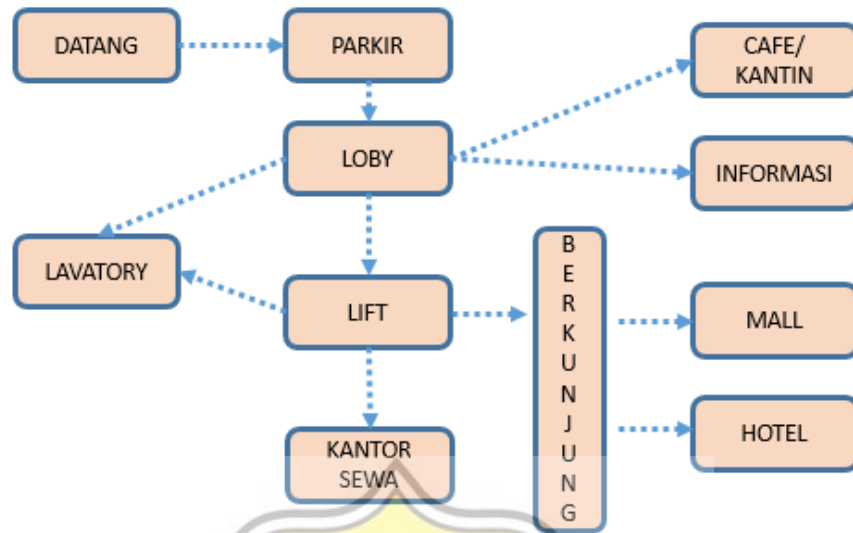 DATANG
PARKIR
CAFE/
KANTIN
LOBY
INFORMASI
LAVATORY
LIFT
B
E
R
K
U
N
J
U
N
G
MALL
HOTEL
KANTOR
SEWA